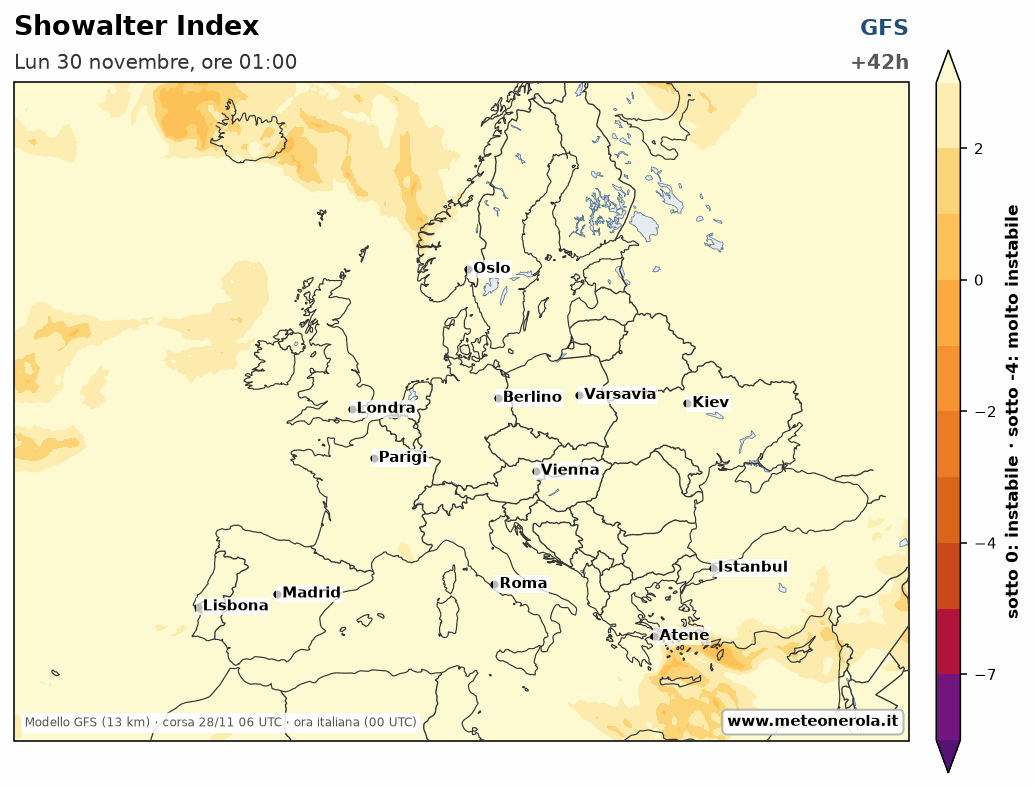 Showalter Index
GFS
Lun 30 novembre, ore 01:00
+42h
Oslo
Londra
Berlino
Varsavia
Kiev
Parigi
Vienna
Istanbul
Roma
Madrid
Lisbona
Atene
Modello GFS (13 km) · corsa 28/11 06 UTC · ora italiana (00 UTC)
www.meteonerola.it
2
0
−2
−4
−7
sotto 0: instabile · sotto -4: molto instabile